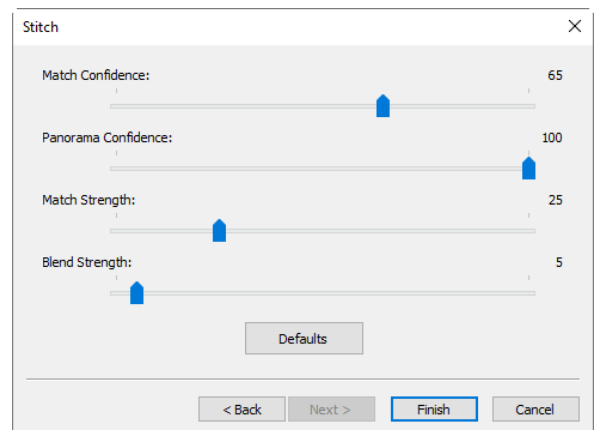 Stitch
Match Confidence: 65
Panorama Confidence: 100
Match Strength: 25
Blend Strength: 5
Defaults
< Back Next > Finish Cancel